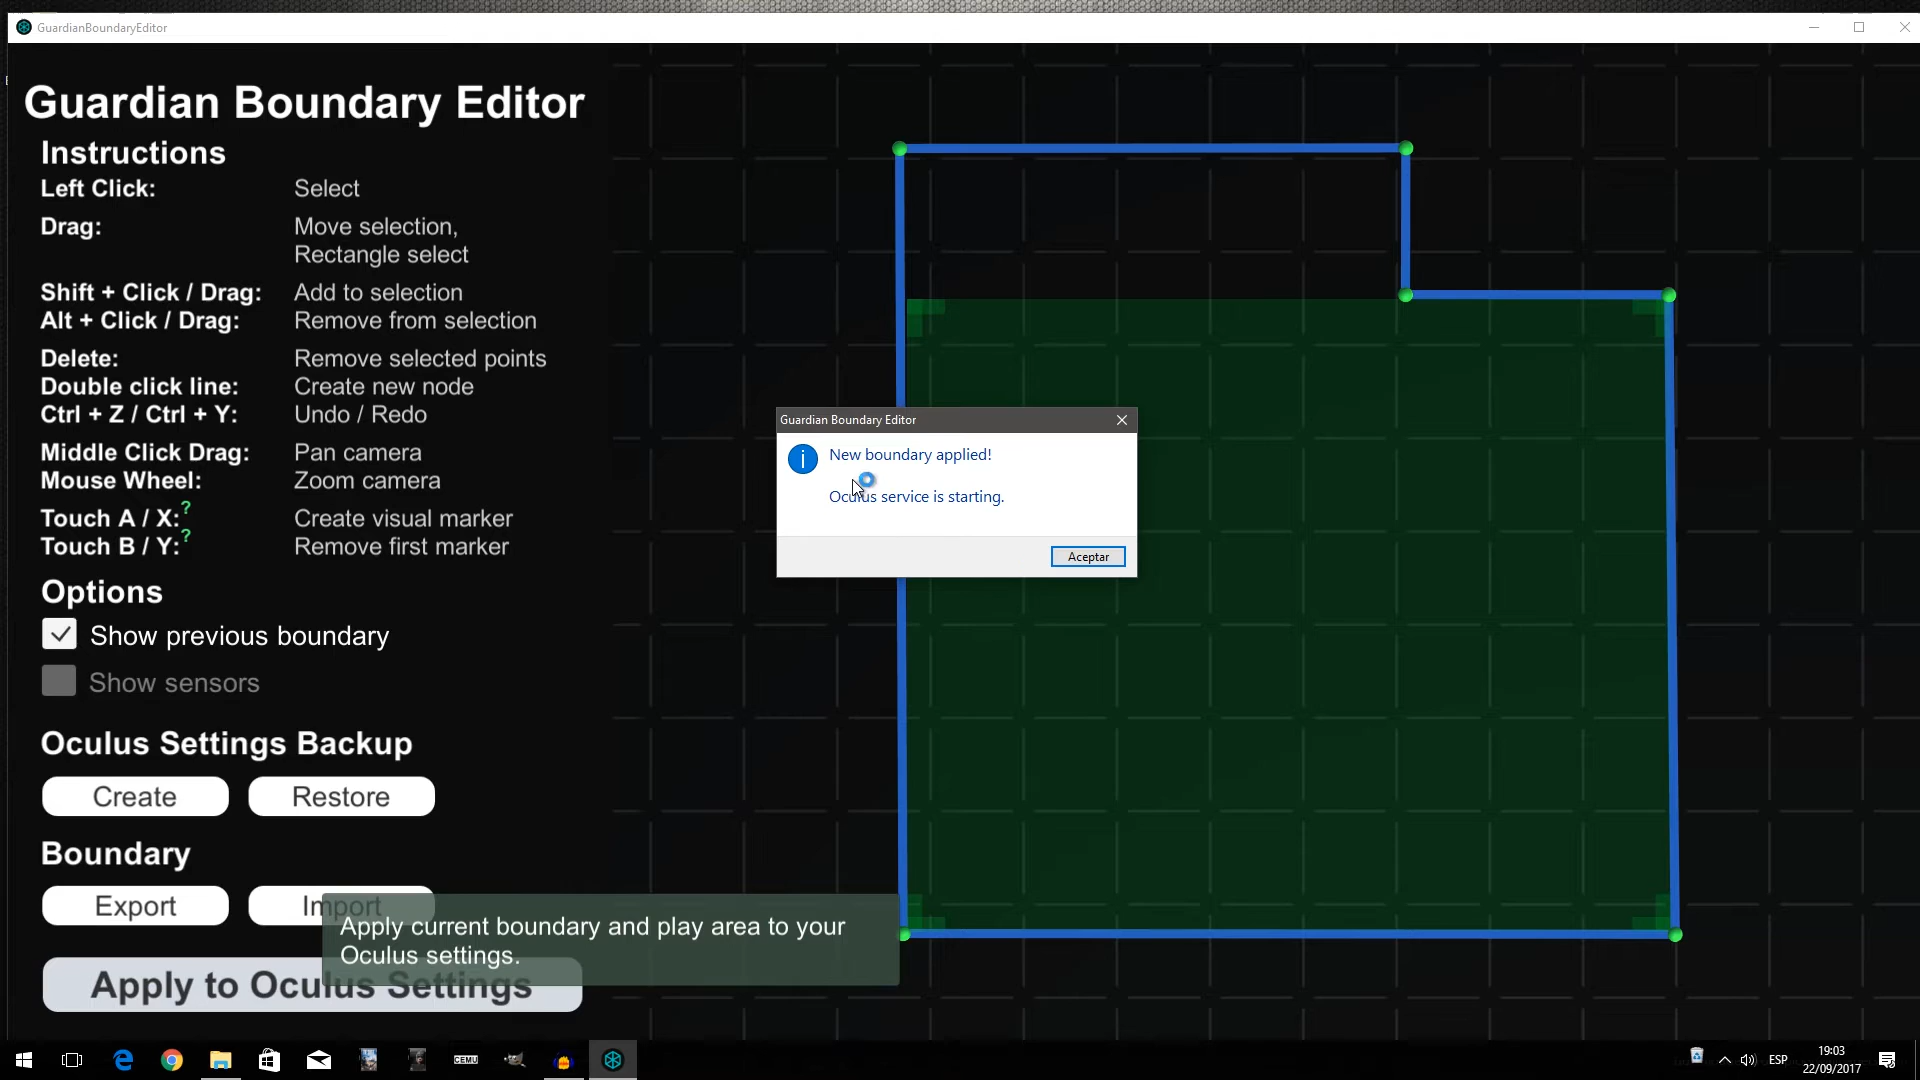 GuardianBoundaryEditor
Guardian Boundary Editor
Instructions
Left Click: Select
Drag: Move selection,
Rectangle select
Shift + Click / Drag: Add to selection
Alt + Click / Drag: Remove from selection
Delete: Remove selected points
Double click line: Create new node
Ctrl + Z / Ctrl + Y: Undo / Redo
Middle Click Drag: Pan camera
Mouse Wheel: Zoom camera
Touch A / X: ? Create visual marker
Touch B / Y: ? Remove first marker
Options
Show previous boundary
Show sensors
Oculus Settings Backup
Create Restore
Boundary
Export Import
Apply current boundary and play area to your
Oculus settings.
Apply to Oculus Settings
Guardian Boundary Editor
New boundary applied!
Oculus service is starting.
Aceptar
CEMU
ESP
19:03
22/09/2017